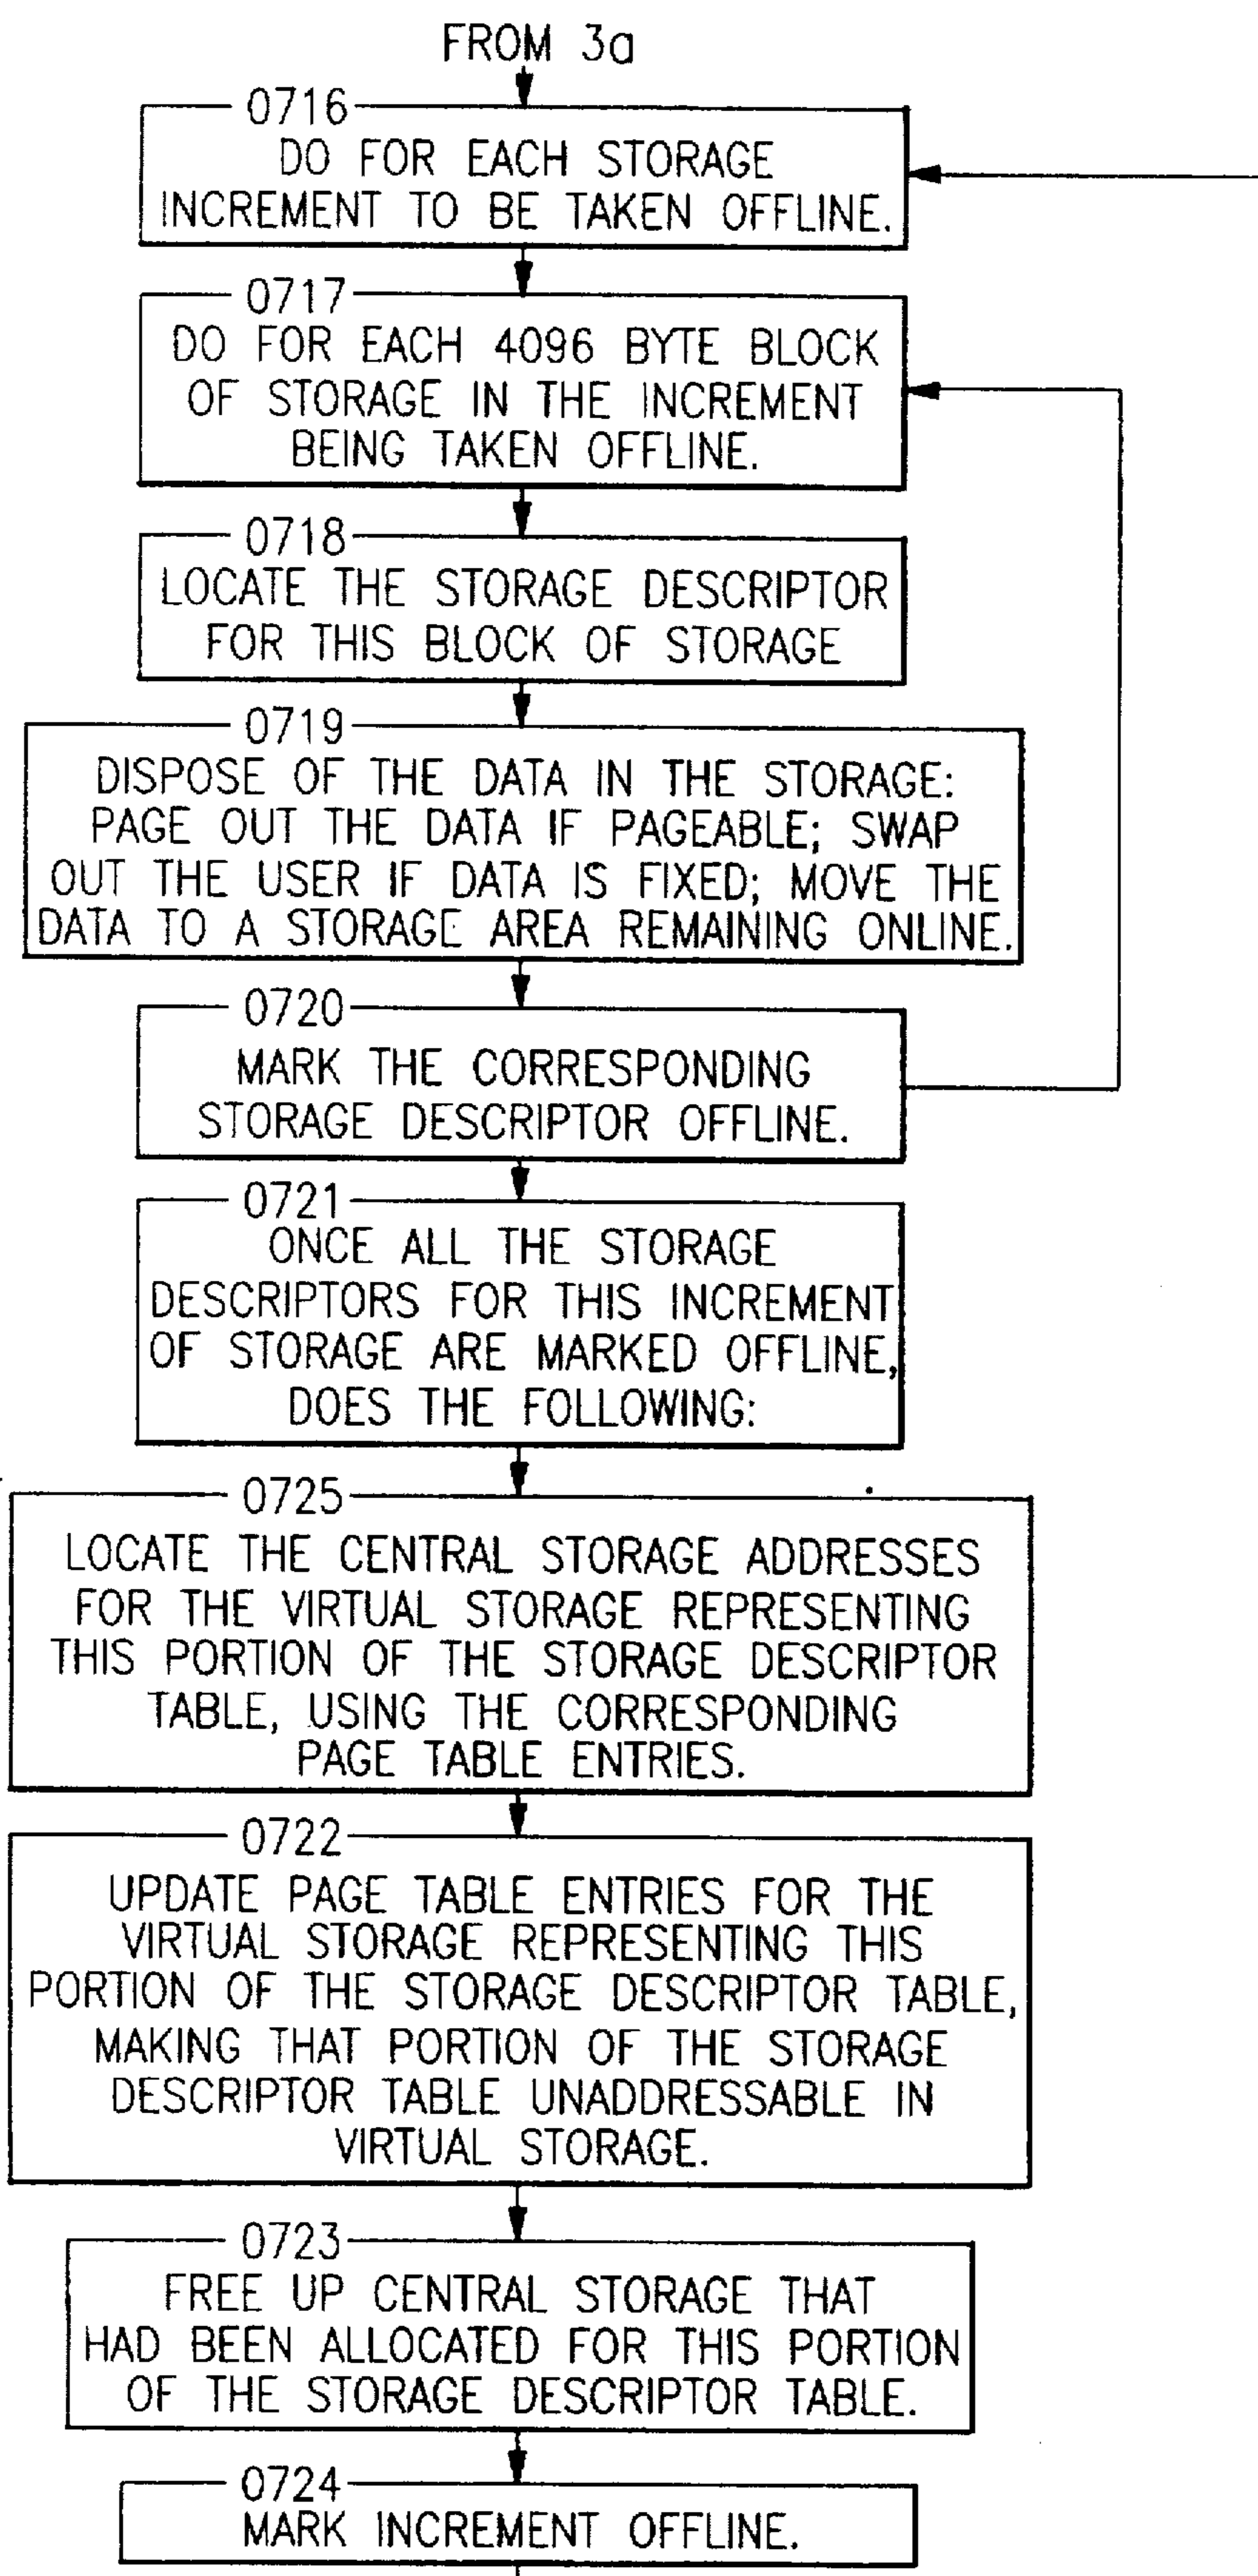 FROM 3a
0716
DO FOR EACH STORAGE
INCREMENT TO BE TAKEN OFFLINE.
0717
DO FOR EACH 4096 BYTE BLOCK
OF STORAGE IN THE INCREMENT
BEING TAKEN OFFLINE.
0718
LOCATE THE STORAGE DESCRIPTOR
FOR THIS BLOCK OF STORAGE
0719
DISPOSE OF THE DATA IN THE STORAGE:
PAGE OUT THE DATA IF PAGEABLE; SWAP
OUT THE USER IF DATA IS FIXED; MOVE THE
DATA TO A STORAGE AREA REMAINING ONLINE.
0720
MARK THE CORRESPONDING
STORAGE DESCRIPTOR OFFLINE.
0721
ONCE ALL THE STORAGE
DESCRIPTORS FOR THIS INCREMENT
OF STORAGE ARE MARKED OFFLINE,
DOES THE FOLLOWING:
0725
LOCATE THE CENTRAL STORAGE ADDRESSES
FOR THE VIRTUAL STORAGE REPRESENTING
THIS PORTION OF THE STORAGE DESCRIPTOR
TABLE, USING THE CORRESPONDING
PAGE TABLE ENTRIES.
0722
UPDATE PAGE TABLE ENTRIES FOR THE
VIRTUAL STORAGE REPRESENTING THIS
PORTION OF THE STORAGE DESCRIPTOR TABLE,
MAKING THAT PORTION OF THE STORAGE
DESCRIPTOR TABLE UNADDRESSABLE IN
VIRTUAL STORAGE.
0723
FREE UP CENTRAL STORAGE THAT
HAD BEEN ALLOCATED FOR THIS PORTION
OF THE STORAGE DESCRIPTOR TABLE.
0724
MARK INCREMENT OFFLINE.